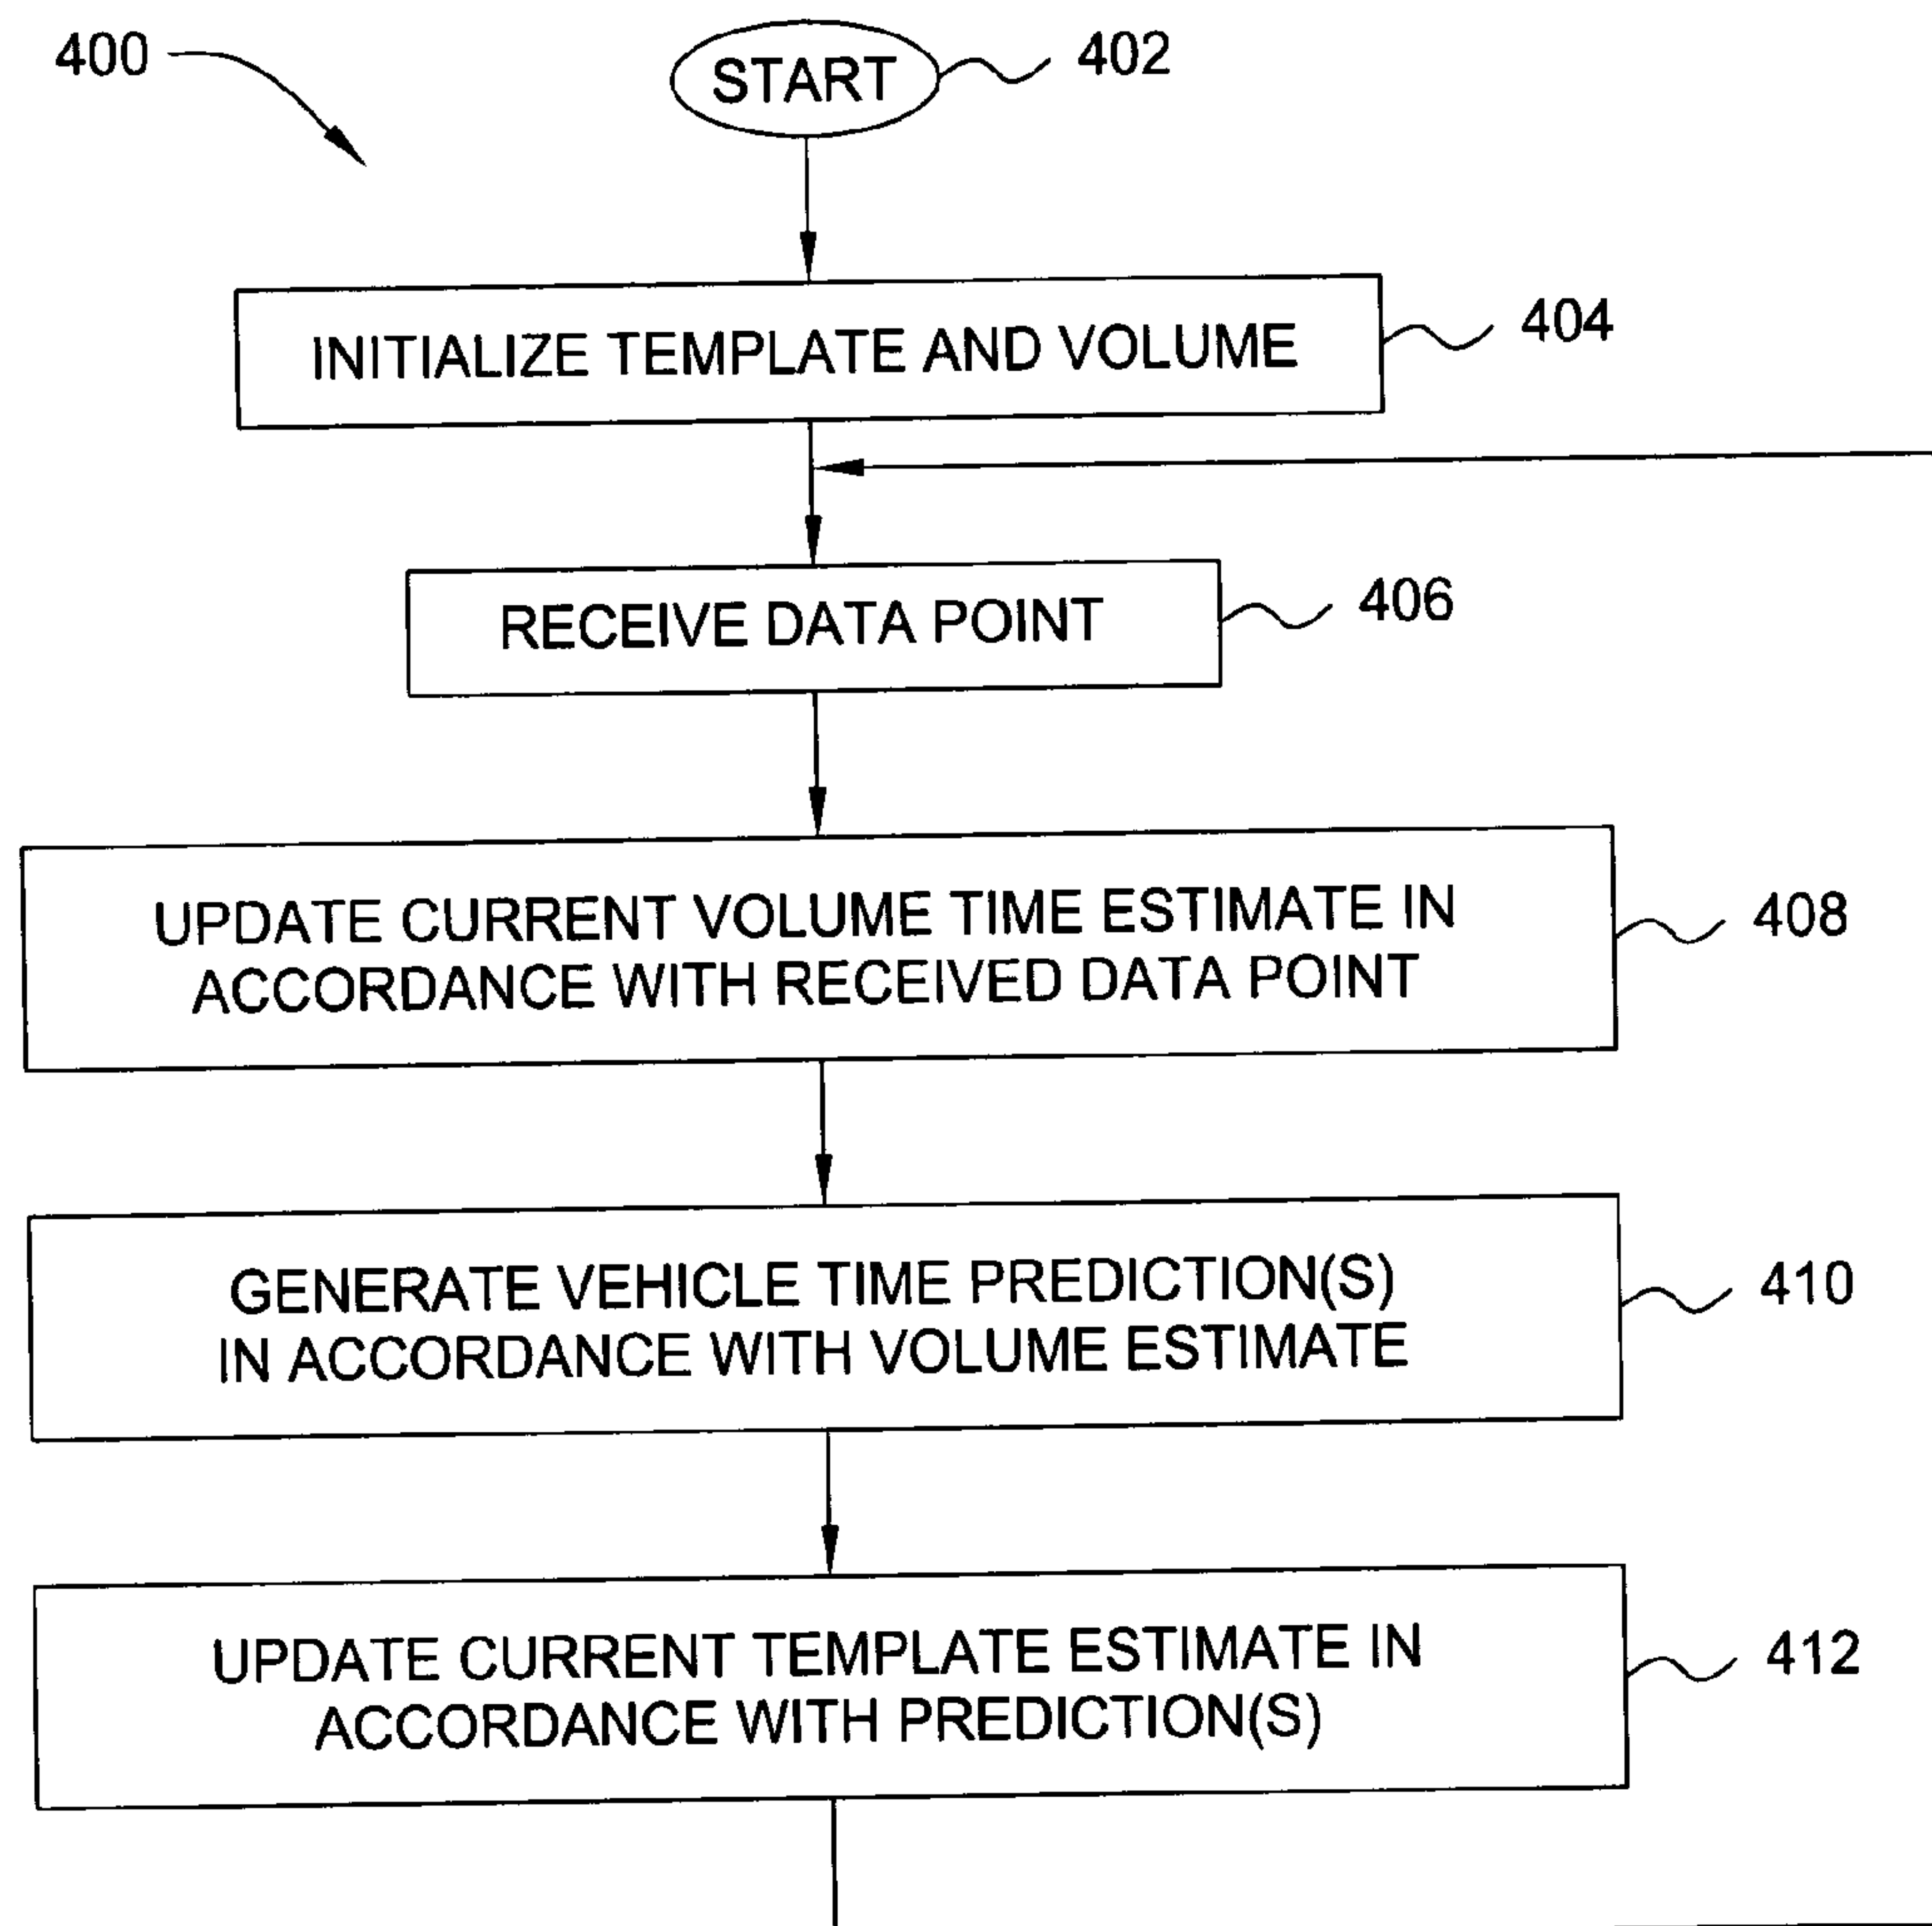 400
START
402
INITIALIZE TEMPLATE AND VOLUME
404
RECEIVE DATA POINT
406
UPDATE CURRENT VOLUME TIME ESTIMATE IN
ACCORDANCE WITH RECEIVED DATA POINT
408
GENERATE VEHICLE TIME PREDICTION(S)
IN ACCORDANCE WITH VOLUME ESTIMATE
410
UPDATE CURRENT TEMPLATE ESTIMATE IN
ACCORDANCE WITH PREDICTION(S)
412